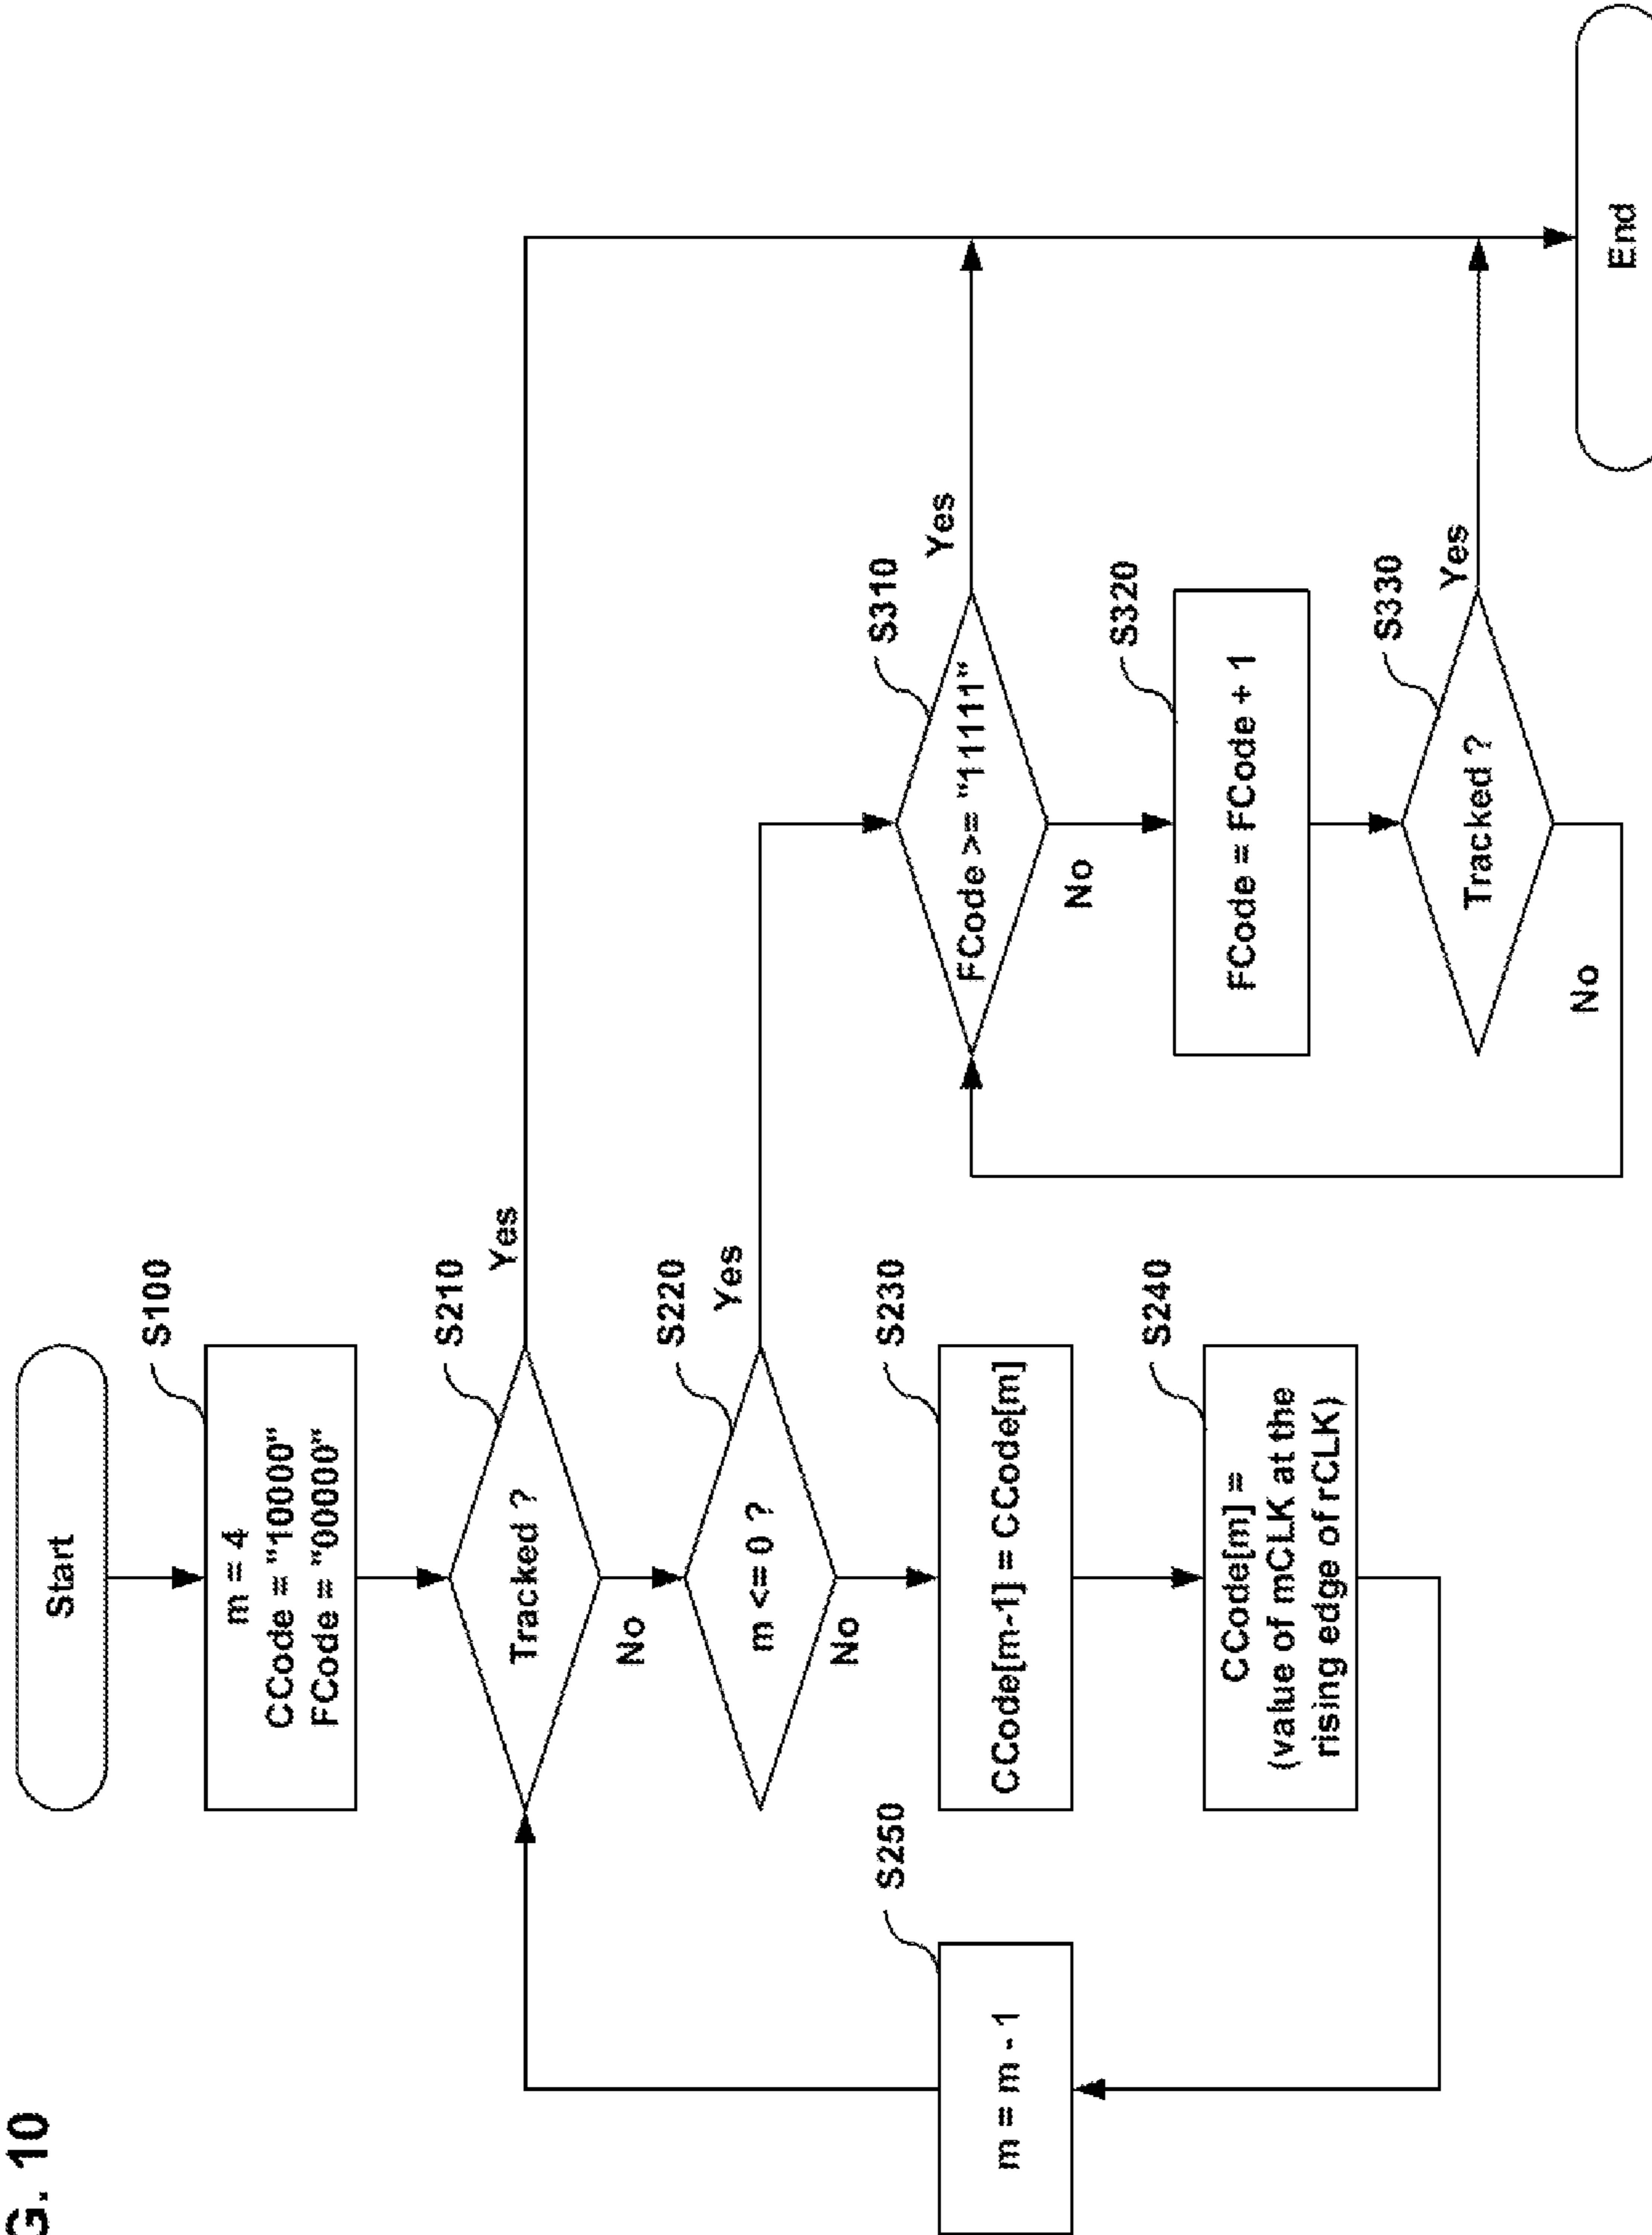 G. 10
Start
S100
m = 4
CCode = "10000"
FCode = "00000"
S210
Tracked ?
Yes
No
S220
m <= 0 ?
Yes
No
S230
CCode[m-1] = CCode[m]
S240
CCode[m] =
(value of mCLK at the
rising edge of rCLK)
S250
m = m - 1
S310
FCode >= "11111"
Yes
No
S320
FCode = FCode + 1
S330
Tracked ?
Yes
No
End